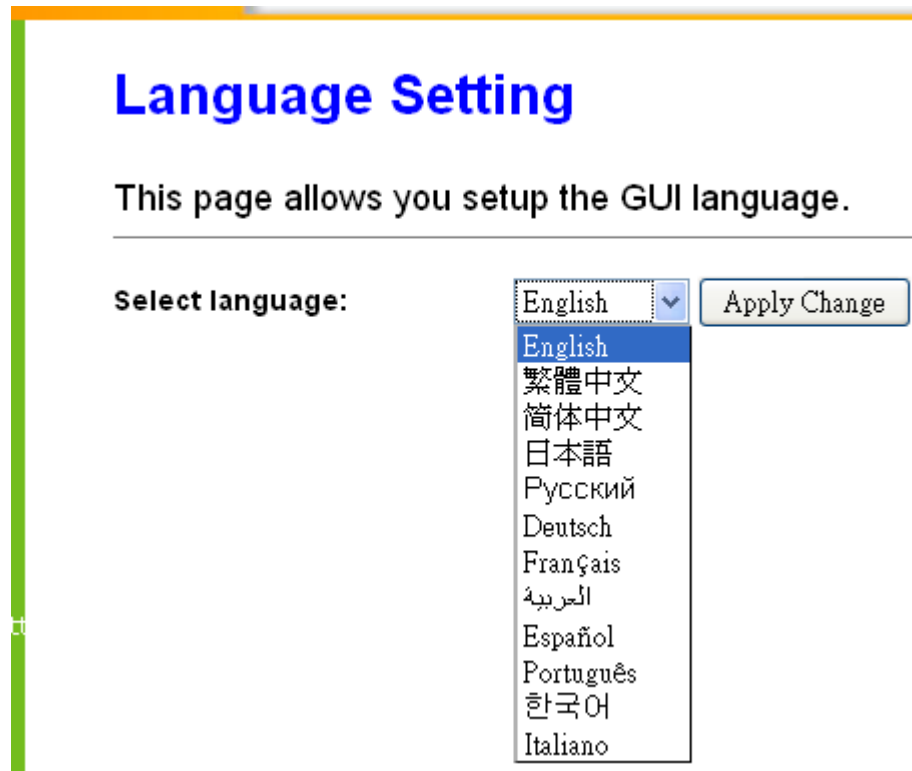 Language Setting
This page allows you setup the GUI language.
Select language: English Apply Change
English
繁體中文
简体中文
日本語
Русский
Deutsch
Français
العربية
Español
Português
한국어
Italiano
tt